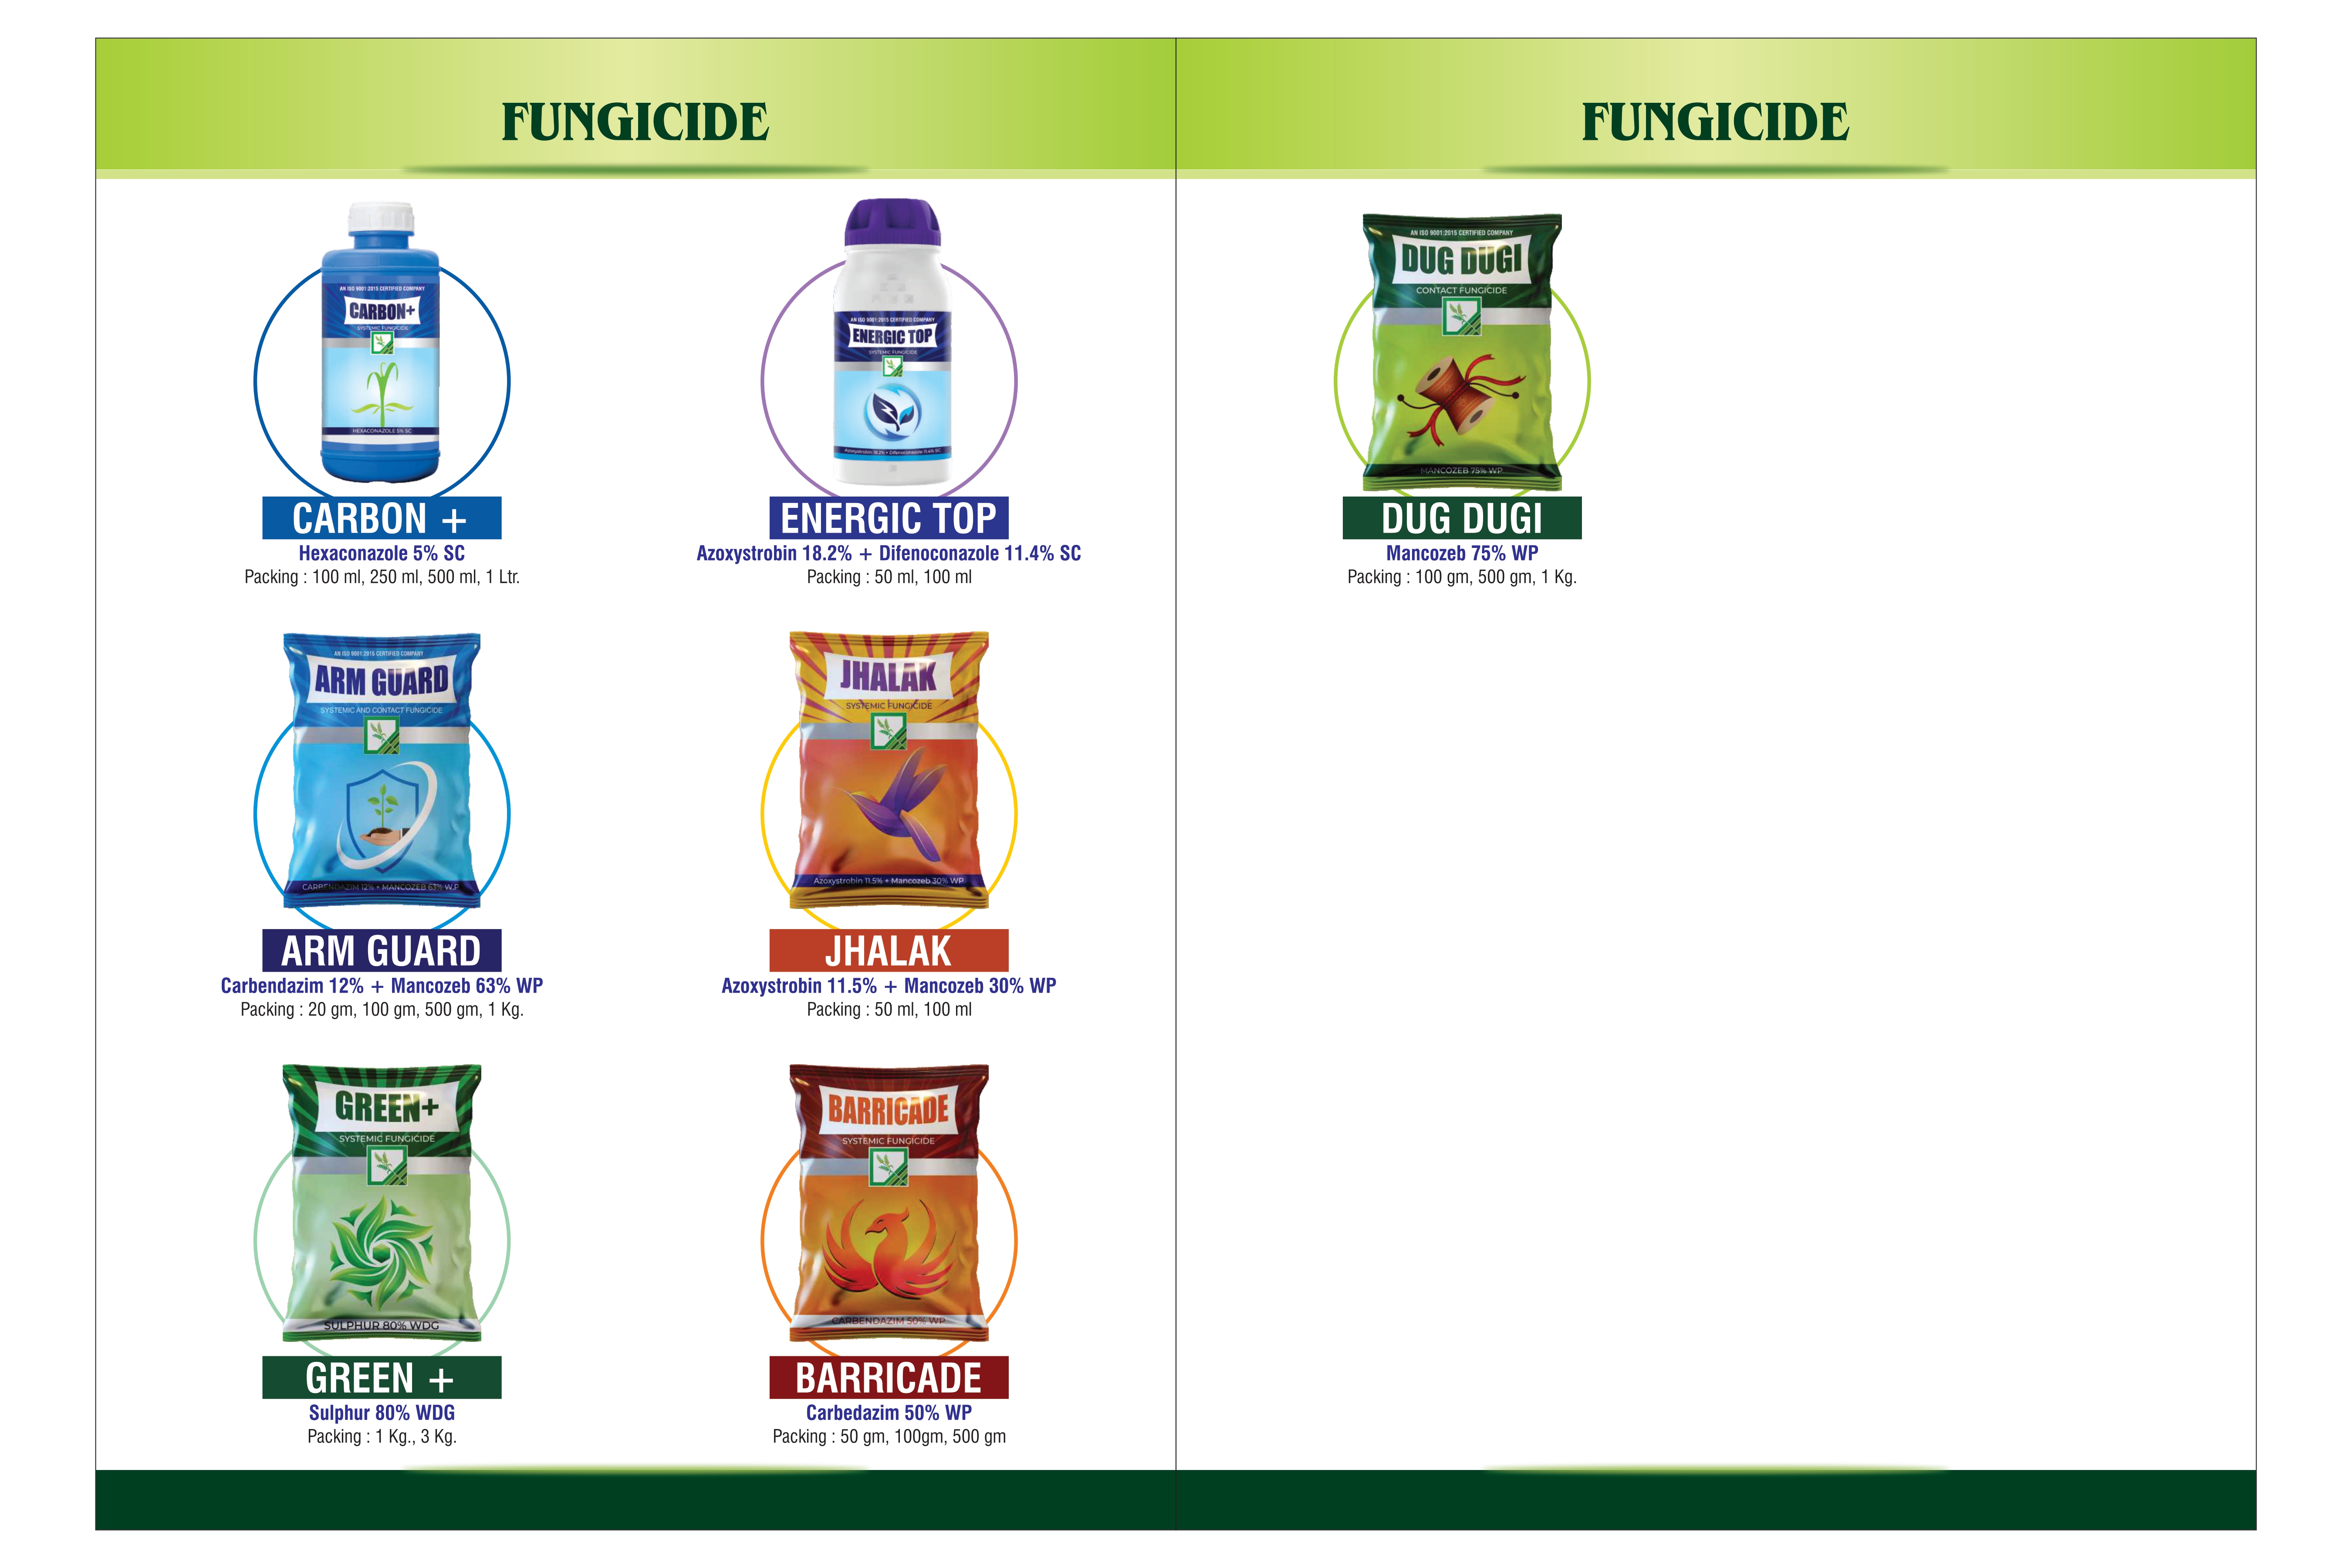 FUNGICIDE
AN ISO 9001:2015 CERTIFIED COMPANY
CARBON+
SYSTEMIC FUNGICIDE
HEXACONAZOLE 5% SC
CARBON +
Hexaconazole 5% SC
Packing : 100 ml, 250 ml, 500 ml, 1 Ltr.
AN ISO 9001:2015 CERTIFIED COMPANY
ENERGIC TOP
SYSTEMIC FUNGICIDE
Azoxystrobin 18.2% + Difenoconazole 11.4% SC
ENERGIC TOP
Azoxystrobin 18.2% + Difenoconazole 11.4% SC
Packing : 50 ml, 100 ml
AN ISO 9001:2015 CERTIFIED COMPANY
ARM GUARD
SYSTEMIC AND CONTACT FUNGICIDE
CARBENDAZIM 12% + MANCOZEB 63% W.P
ARM GUARD
Carbendazim 12% + Mancozeb 63% WP
Packing : 20 gm, 100 gm, 500 gm, 1 Kg.
JHALAK
SYSTEMIC FUNGICIDE
Azoxystrobin 11.5% + Mancozeb 30% WP
JHALAK
Azoxystrobin 11.5% + Mancozeb 30% WP
Packing : 50 ml, 100 ml
GREEN+
SYSTEMIC FUNGICIDE
SULPHUR 80% WDG
GREEN +
Sulphur 80% WDG
Packing : 1 Kg., 3 Kg.
BARRICADE
SYSTEMIC FUNGICIDE
CARBENDAZIM 50% WP
BARRICADE
Carbedazim 50% WP
Packing : 50 gm, 100gm, 500 gm
FUNGICIDE
AN ISO 9001:2015 CERTIFIED COMPANY
DUG DUGI
CONTACT FUNGICIDE
MANCOZEB 75% WP
DUG DUGI
Mancozeb 75% WP
Packing : 100 gm, 500 gm, 1 Kg.